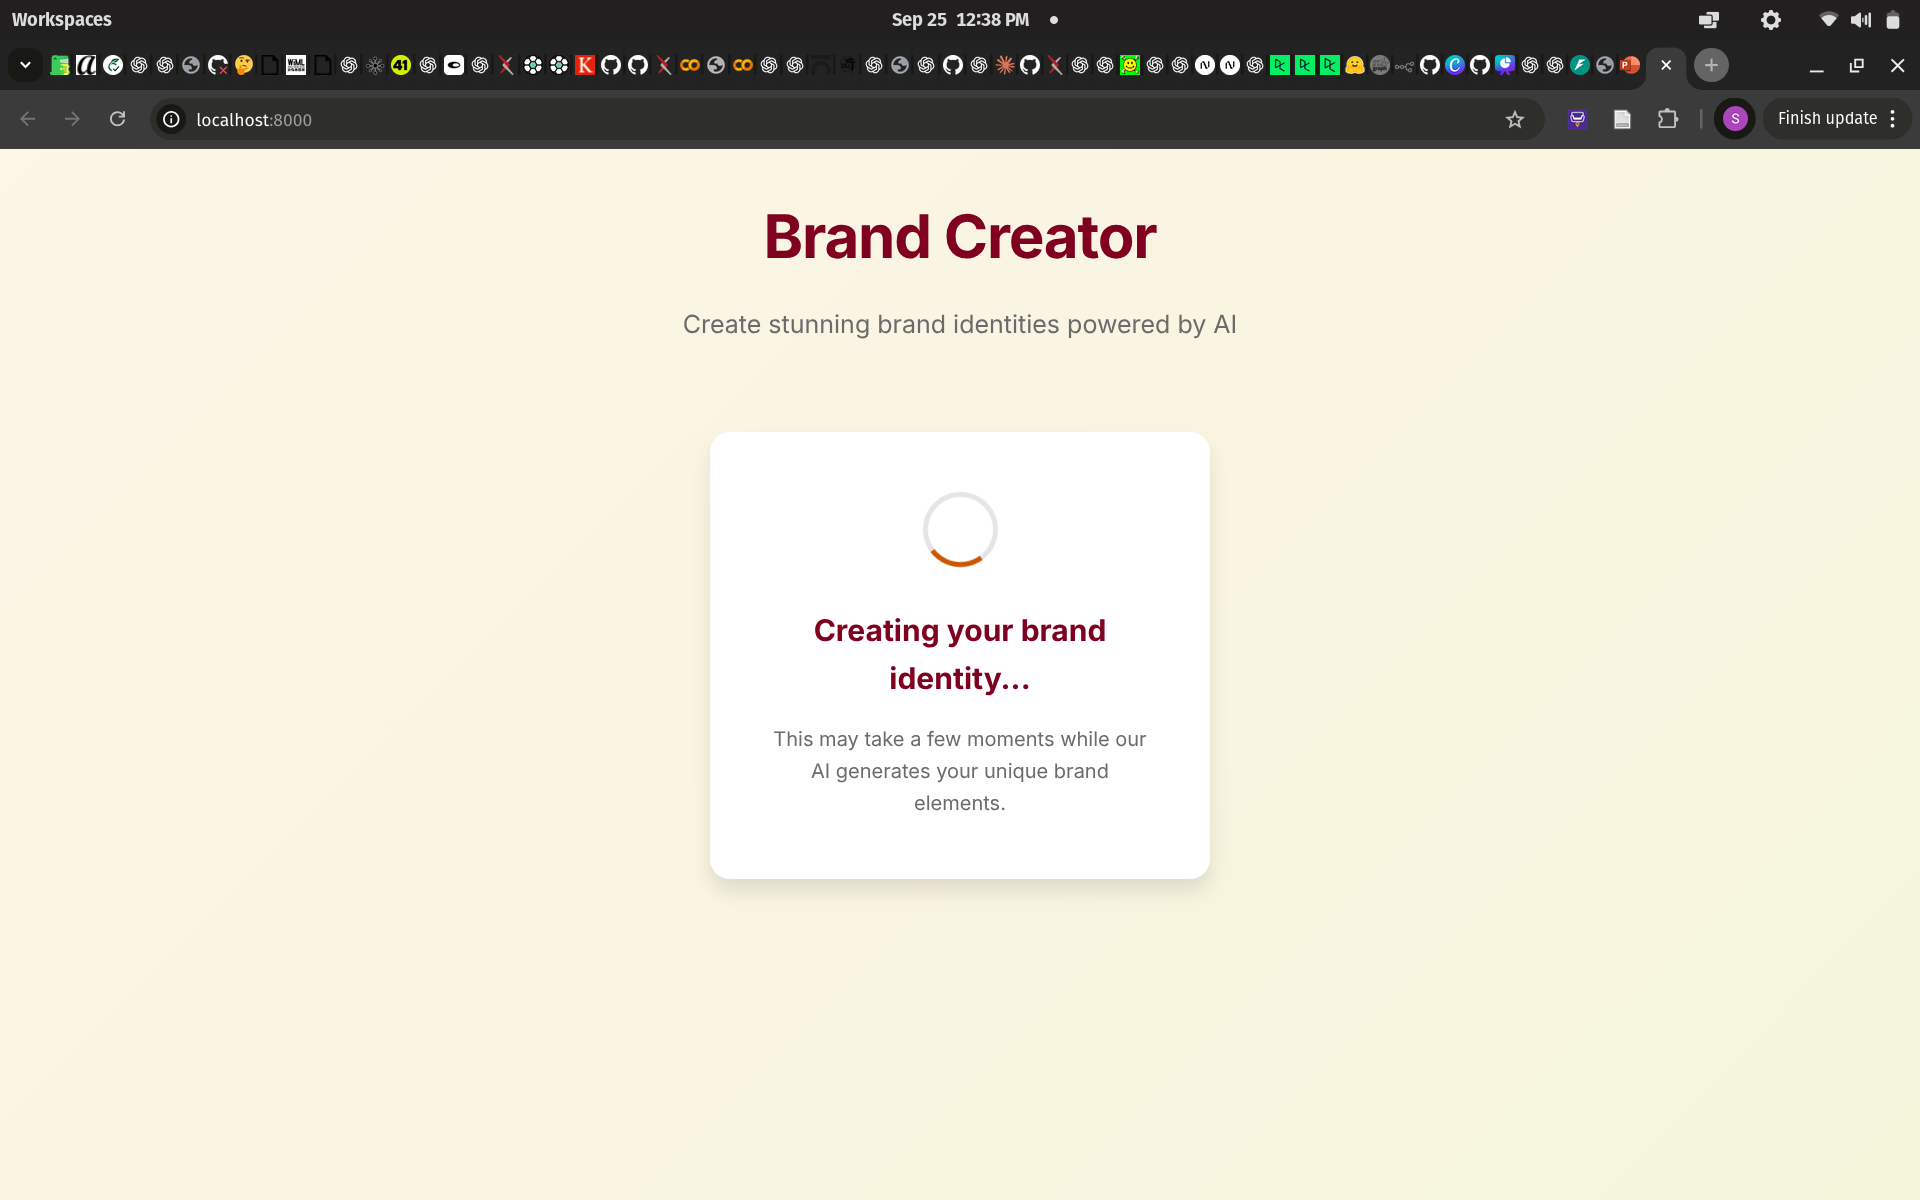 Workspaces
Sep 25 12:38 PM
41
K
localhost:8000
S
Finish update
Brand Creator
Create stunning brand identities powered by AI
Creating your brand
identity...
This may take a few moments while our
AI generates your unique brand
elements.